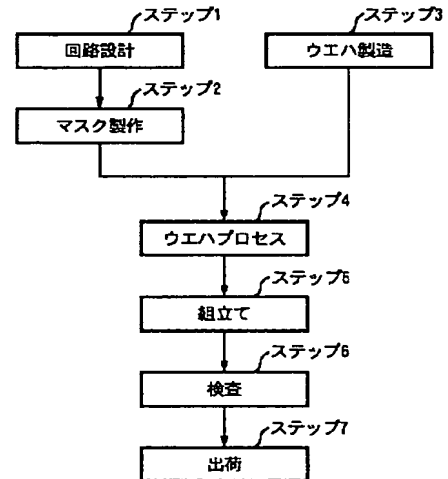 ステップ1
回路設計
ステップ3
ウエハ製造
ステップ2
マスク製作
ステップ4
ウエハプロセス
ステップ5
組立て
ステップ6
検査
ステップ7
出荷